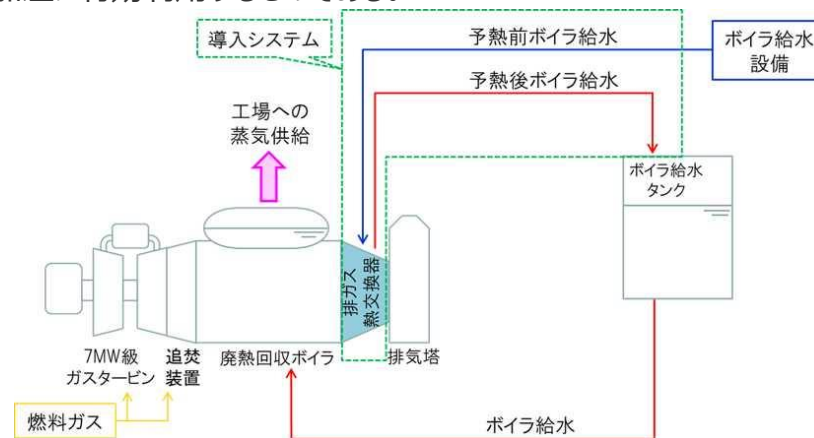 導入システム
予熱前ボイラ給水
ボイラ給水
設備
予熱後ボイラ給水
工場への
蒸気供給
ボイラ給水
タンク
排ガス
熱交換器
7MW級
ガスタービン
追焚
装置
廃熱回収ボイラ
排気塔
燃料ガス
ボイラ給水